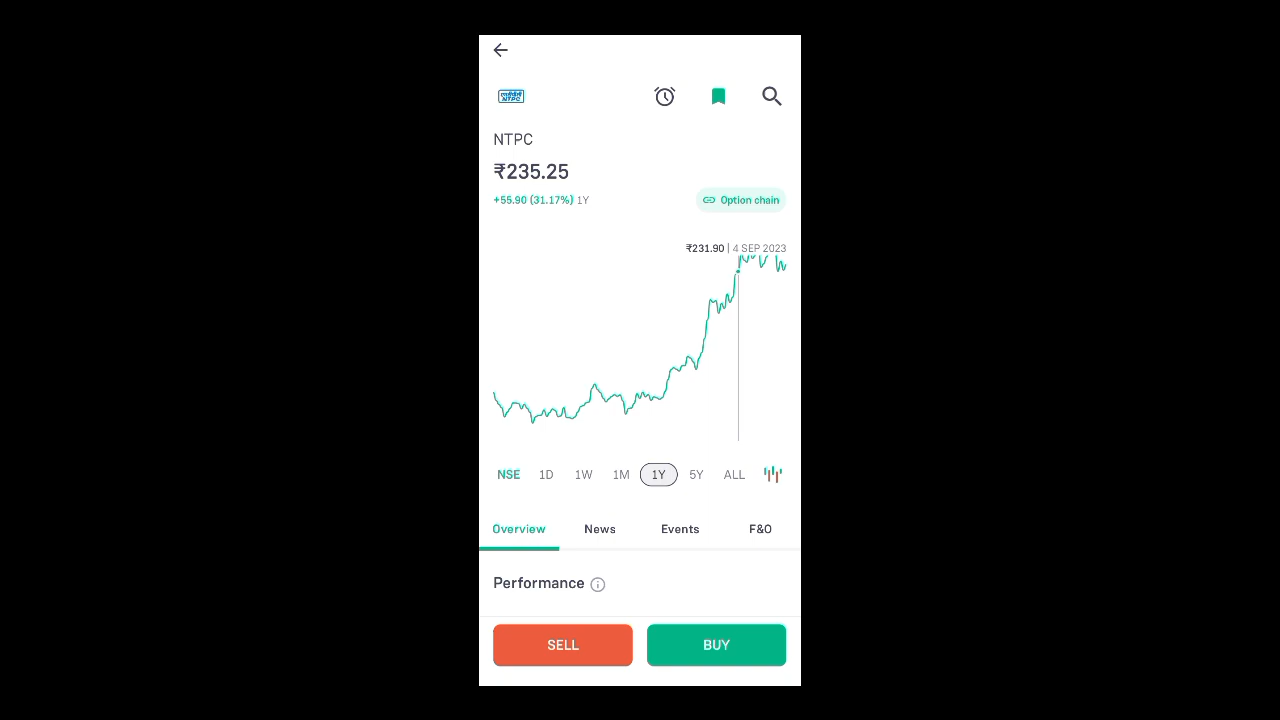 NTPC
NTPC
₹235.25
+55.90 (31.17%) 1Y
Option chain
₹231.90 | 4 SEP 2023
NSE 1D 1W 1M 1Y 5Y ALL
Overview News Events F&O
Performance
SELL BUY